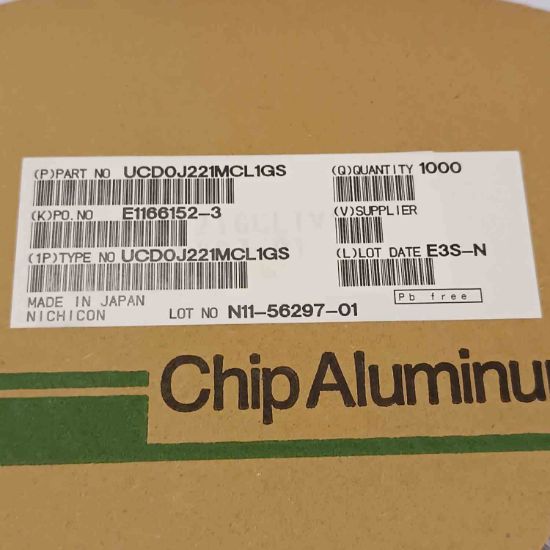 (P)PART NO UCD0J221MCL1GS (Q)QUANTITY 1000
(K)PO.NO E1166152-3 (V)SUPPLIER
(1P)TYPE NO UCD0J221MCL1GS (L)LOT DATE E3S-N
MADE IN JAPAN Pb free
NICHICON LOT NO N11-56297-01
Chip Aluminu